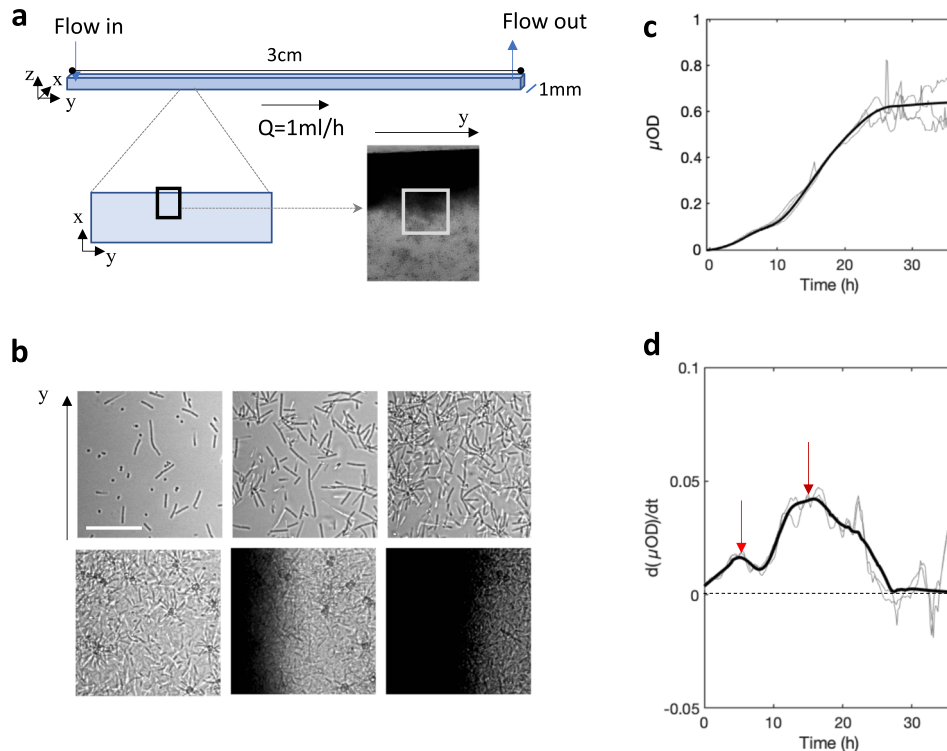 a
Flow in
Flow out
3cm
z
x
y
1mm
Q=1ml/h
y
x
y
b
y
c
1
0.8
0.6
0.4
0.2
0
µOD
0
10
20
30
Time (h)
d
0.1
0.05
0
-0.05
d(µOD)/dt
0
10
20
30
Time (h)